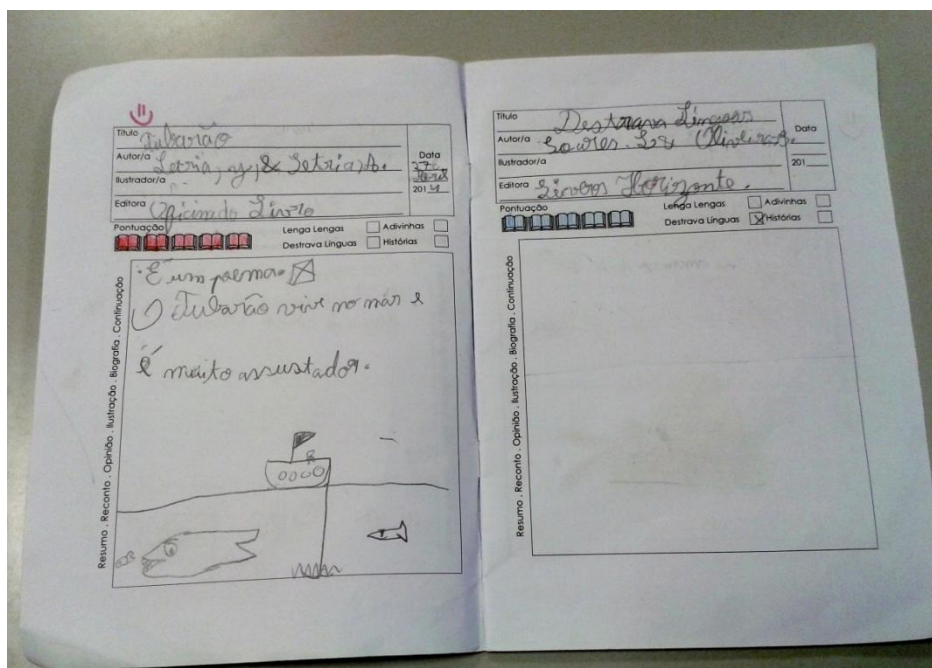 Título Tubarão
Autor/a Letria, J, & Letria, A.
Data
Ilustrador/a
2014
Editora Oficina do Livro
Pontuação
Lenga Lengas
Adivinhas
Destrava Línguas
Histórias
Resumo . Reconto . Opinião . Ilustração . Biografia . Continuação
É um poema.
O Tubarão vive no mar e
é muito assustador.
Título Destrava Línguas
Autor/a Soares. L & Oliveira B.
Data
Ilustrador/a
201
Editora Livros Horizonte.
Pontuação
Lenga Lengas
Adivinhas
Destrava Línguas
Histórias
Resumo . Reconto . Opinião . Ilustração . Biografia . Continuação